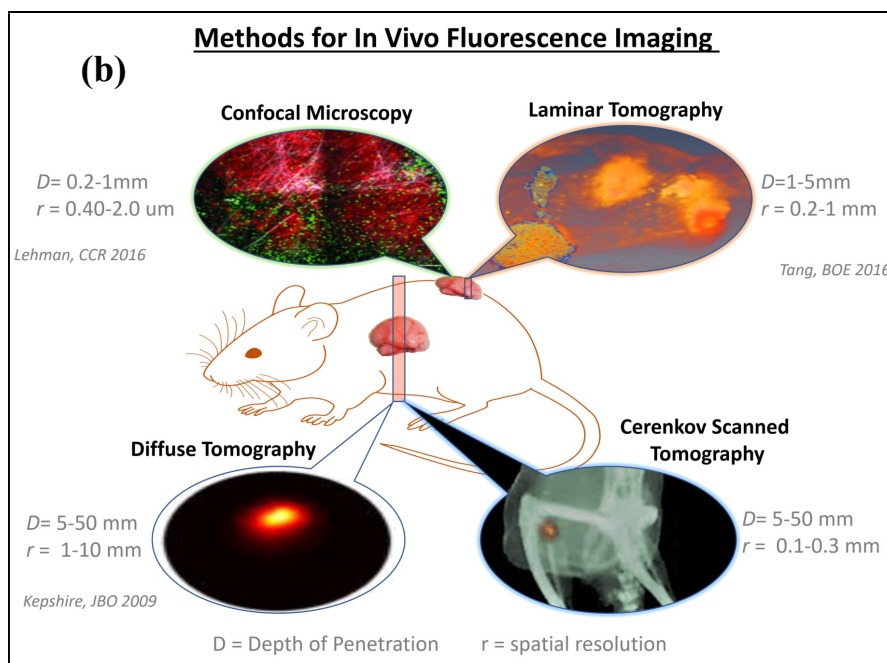 Methods for In Vivo Fluorescence Imaging
(b)
Confocal Microscopy
Laminar Tomography
D= 0.2-1mm
r = 0.40-2.0 um
Lehman, CCR 2016
D=1-5mm
r = 0.2-1 mm
Tang, BOE 2016
Diffuse Tomography
Cerenkov Scanned
Tomography
D= 5-50 mm
r = 1-10 mm
Kepshire, JBO 2009
D= 5-50 mm
r = 0.1-0.3 mm
D = Depth of Penetration r = spatial resolution